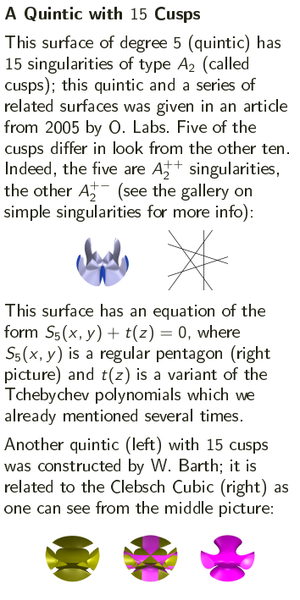 A Quintic with 15 Cusps
This surface of degree 5 (quintic) has
15 singularities of type A₂ (called
cusps); this quintic and a series of
related surfaces was given in an article
from 2005 by O. Labs. Five of the
cusps differ in look from the other ten.
Indeed, the five are A₂⁺⁺ singularities,
the other A₂⁺⁻ (see the gallery on
simple singularities for more info):
This surface has an equation of the
form S₅(x, y) + t(z) = 0, where
S₅(x, y) is a regular pentagon (right
picture) and t(z) is a variant of the
Tchebychev polynomials which we
already mentioned several times.
Another quintic (left) with 15 cusps
was constructed by W. Barth; it is
related to the Clebsch Cubic (right) as
one can see from the middle picture: